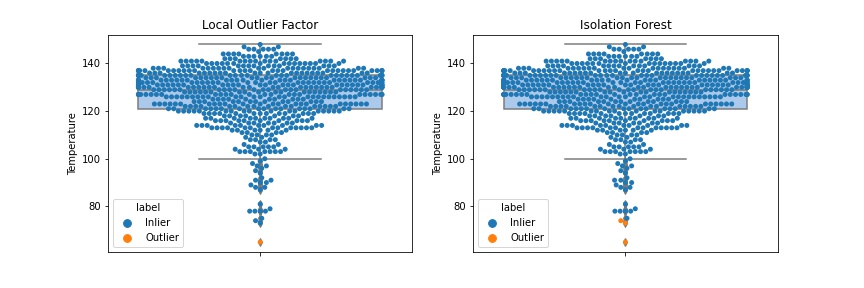 Local Outlier Factor
Temperature
140
120
100
80
label
Inlier
Outlier
Isolation Forest
Temperature
140
120
100
80
label
Inlier
Outlier